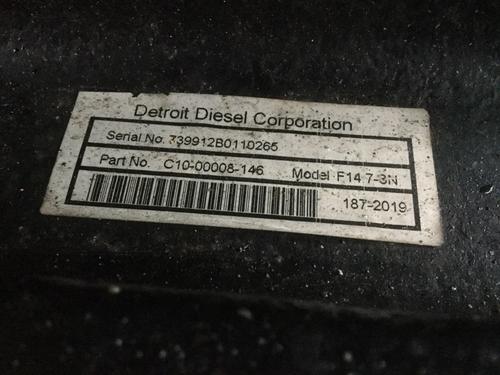 Detroit Diesel Corporation
Serial No. 739912B0110265
Part No. C10-00008-146 Model F14.7-3N
187-2019